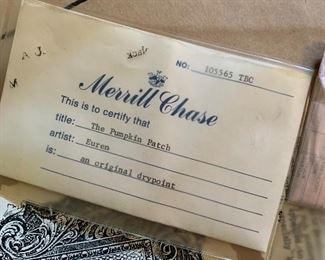 NO: 105565 TBC
A J.
M
Merrill Chase
This is to certify that
title: The Pumpkin Patch
artist: Euren
is: an original drypoint